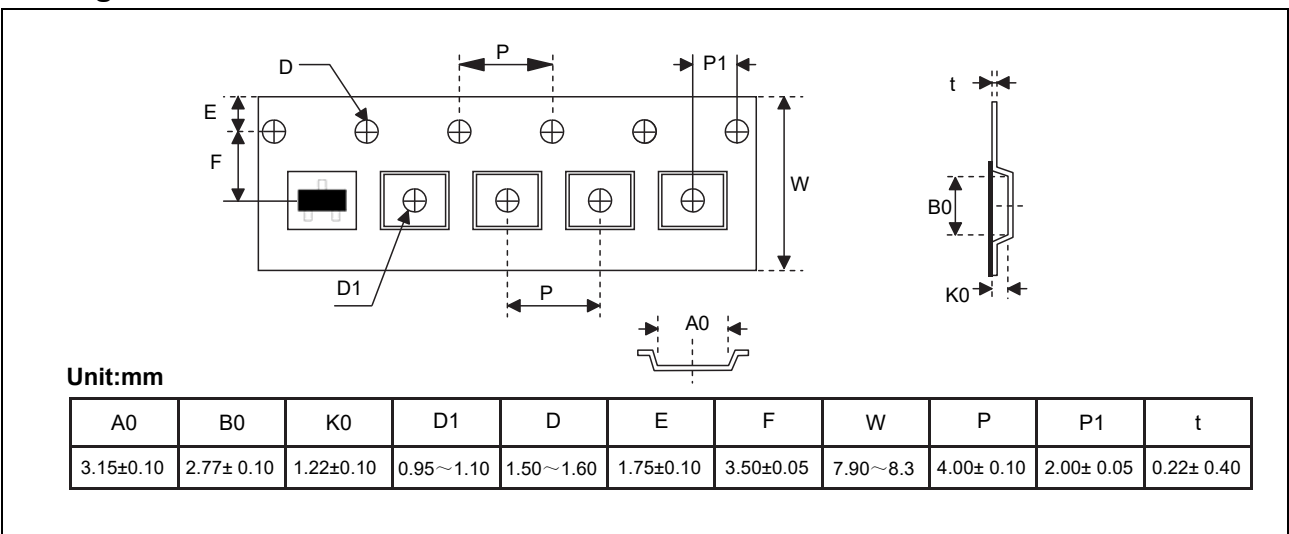 P
D
P1
t
E
F
W
B0
D1
P
K0
A0
Unit:mm
A0 B0 K0 D1 D E F W P P1 t
3.15±0.10 2.77± 0.10 1.22±0.10 0.95～1.10 1.50～1.60 1.75±0.10 3.50±0.05 7.90～8.3 4.00± 0.10 2.00± 0.05 0.22± 0.40